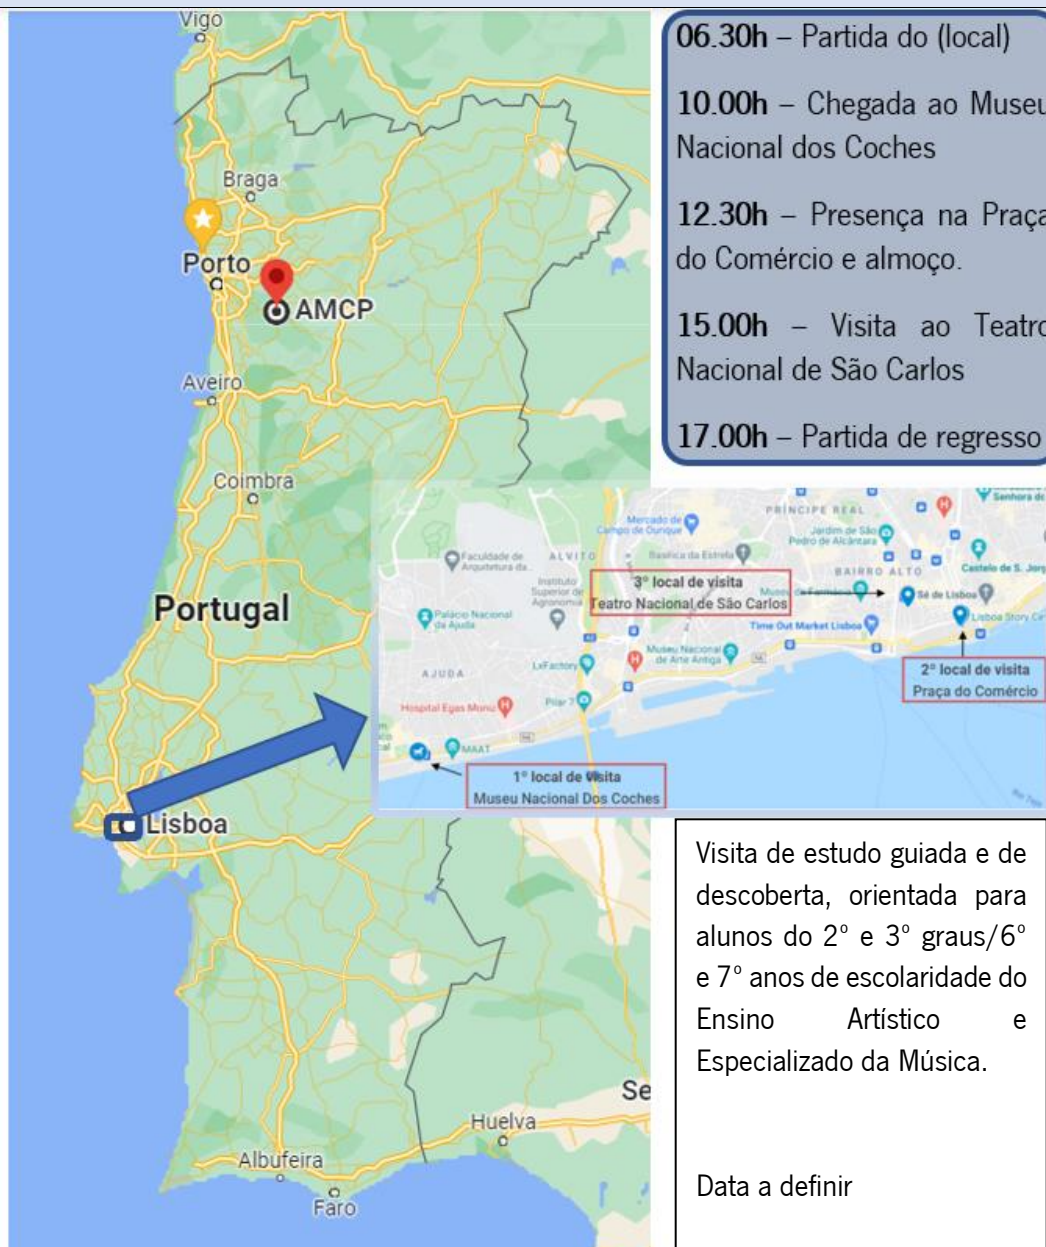 Vigo
Braga
Porto
AMCP
Aveiro
Coimbra
Portugal
Lisboa
Albufeira
Faro
Huelva
Se
06.30h – Partida do (local)
10.00h – Chegada ao Museu
Nacional dos Coches
12.30h – Presença na Praça
do Comércio e almoço.
15.00h – Visita ao Teatro
Nacional de São Carlos
17.00h – Partida de regresso
Senhora do
PRÍNCIPE REAL
Mercado de
Campo de Ourique
Jardim de São
Pedro de Alcântara
Faculdade de
Arquitetura da...
ALVITO
Basílica da Estrela
BAIRRO ALTO
Castelo de S. Jorg
Instituto
Superior de
Agronomia
3º local de visita
Teatro Nacional de São Carlos
Museu da Farmácia
Sé de Lisboa
Palácio Nacional
da Ajuda
Time Out Market Lisboa
Lisboa Story Ce
LxFactory
Museu Nacional
de Arte Antiga
AJUDA
2º local de visita
Praça do Comércio
Hospital Egas Moniz
Pilar 7
MAAT
1º local de Visita
Museu Nacional Dos Coches
Visita de estudo guiada e de
descoberta, orientada para
alunos do 2º e 3º graus/6º
e 7º anos de escolaridade do
Ensino Artístico e
Especializado da Música.
Data a definir